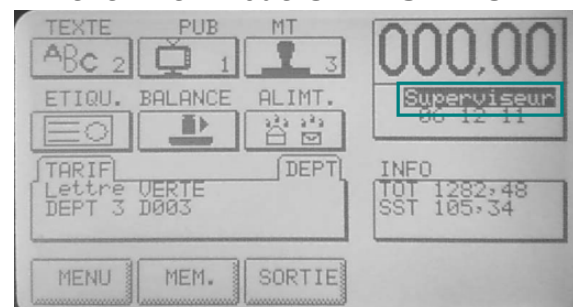 TEXTE PUB MT
ABC 2 1 3
000,00
ETIQU. BALANCE ALIMT.
Superviseur
06 12 11
TARIF DEPT
Lettre VERTE
DEPT 3 D003
INFO
TOT 1282,48
SST 105,34
MENU MEM. SORTIE